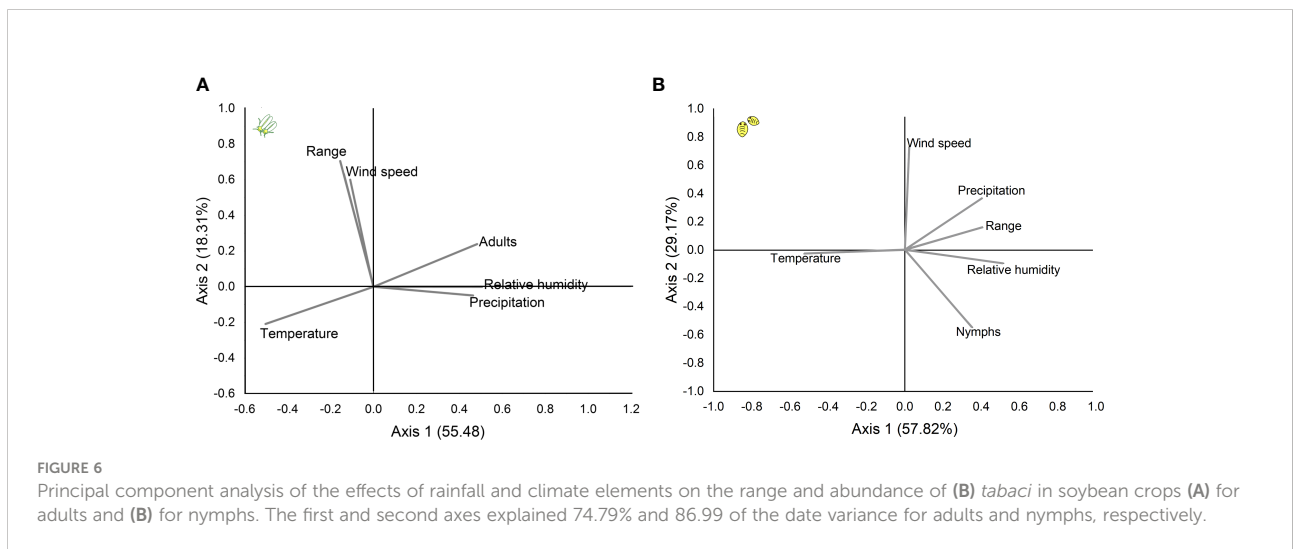 A
B
1.0
0.8
0.6
0.4
0.2
0.0
-0.2
-0.4
-0.6
Axis 2 (18.31%)
Range
Wind speed
Adults
Relative humidity
Precipitation
Temperature
-0.6 -0.4 -0.2 0.0 0.2 0.4 0.6 0.8 1.0 1.2
Axis 1 (55.48)
1.0
0.8
0.6
0.4
0.2
0.0
-0.2
-0.4
-0.6
-0.8
-1.0
Axis 2 (29.17%)
Wind speed
Precipitation
Range
Temperature
Relative humidity
Nymphs
-1.0 -0.8 -0.6 -0.4 -0.2 0.0 0.2 0.4 0.6 0.8 1.0
Axis 1 (57.82%)
FIGURE 6
Principal component analysis of the effects of rainfall and climate elements on the range and abundance of (B) tabaci in soybean crops (A) for
adults and (B) for nymphs. The first and second axes explained 74.79% and 86.99 of the date variance for adults and nymphs, respectively.